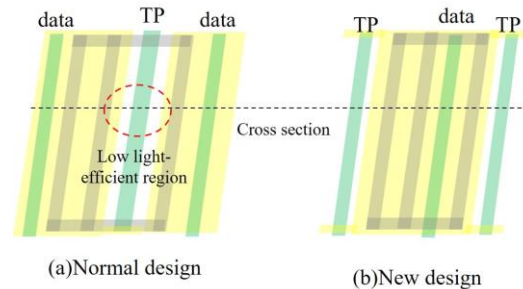 data TP data
TP data TP
Cross section
Low light-
efficient region
(a)Normal design
(b)New design